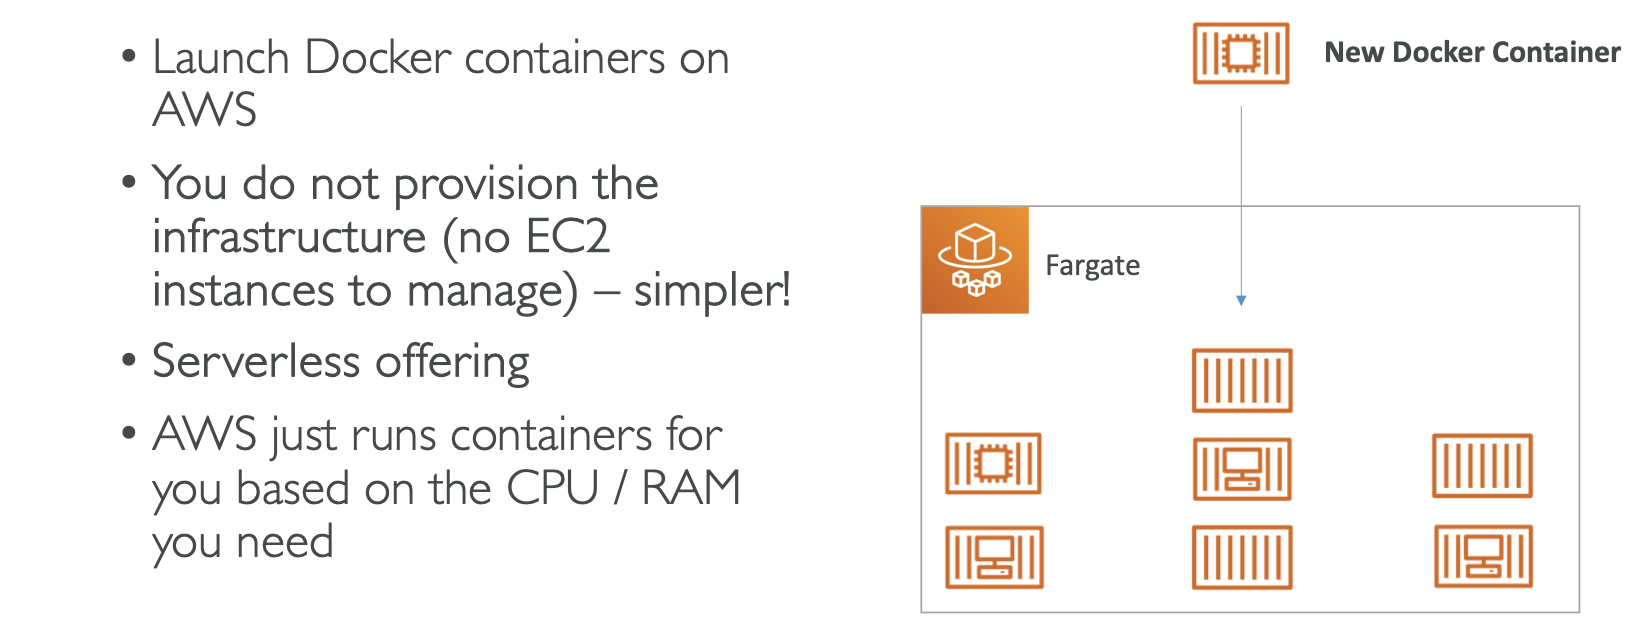 • Launch Docker containers on
AWS
• You do not provision the
infrastructure (no EC2
instances to manage) – simpler!
• Serverless offering
• AWS just runs containers for
you based on the CPU / RAM
you need
New Docker Container
Fargate